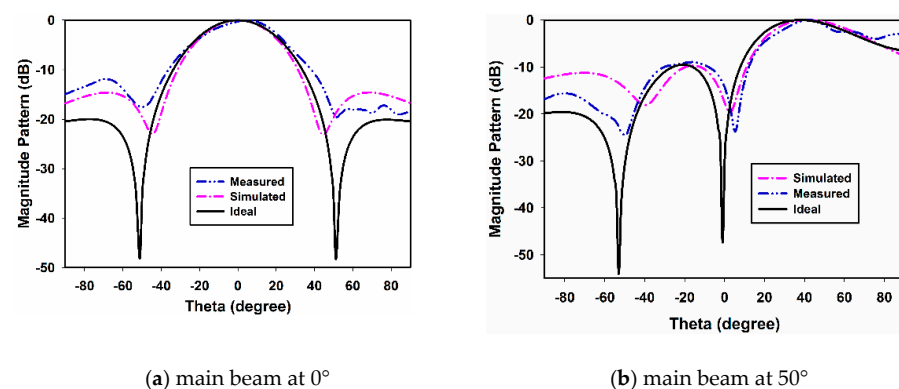 0
-10
-20
-30
-40
-50
Magnitude Pattern (dB)
Measured
Simulated
Ideal
-80 -60 -40 -20 0 20 40 60 80
Theta (degree)
(a) main beam at 0°
0
-10
-20
-30
-40
-50
Magnitude Pattern (dB)
Simulated
Measured
Ideal
-80 -60 -40 -20 0 20 40 60 80
Theta (degree)
(b) main beam at 50°